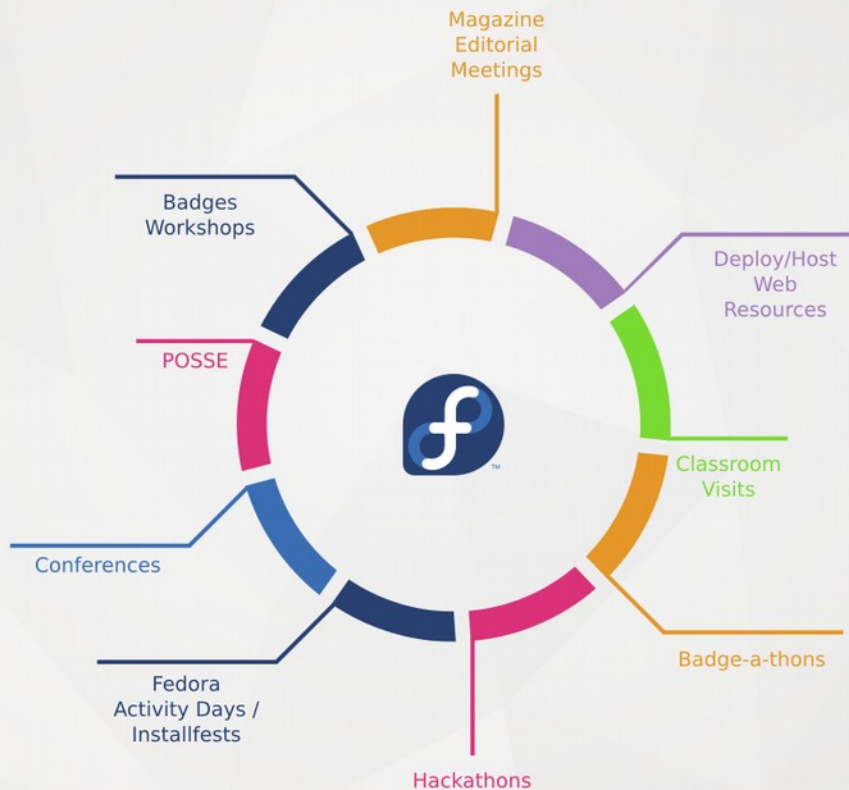 Magazine
Editorial
Meetings
Badges
Workshops
Deploy/Host
Web
Resources
POSSE
Classroom
Visits
Conferences
Badge-a-thons
Fedora
Activity Days /
Installfests
Hackathons
f
TM